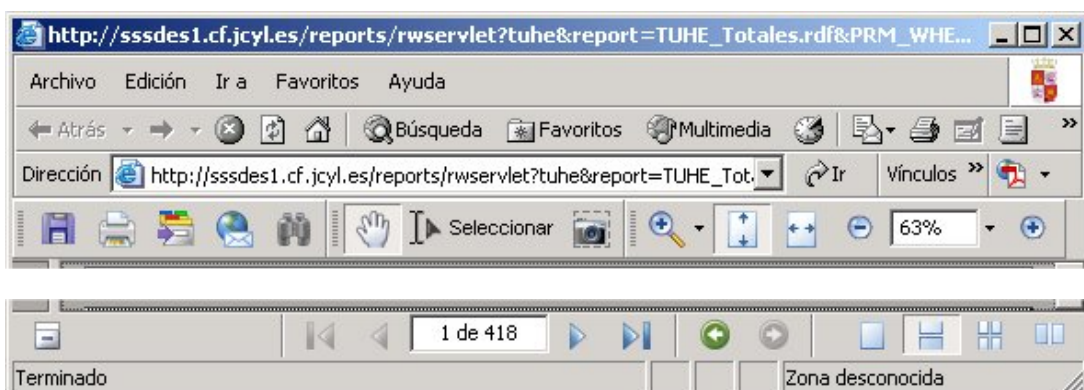 http://sssdes1.cf.jcyl.es/reports/rwservlet?tuhe&report=TUHE_Totales.rdf&PRM_WHE...
Archivo Edición Ir a Favoritos Ayuda
Atrás Búsqueda Favoritos Multimedia »
Dirección http://sssdes1.cf.jcyl.es/reports/rwservlet?tuhe&report=TUHE_Tot Ir Vínculos »
Seleccionar 63%
1 de 418
Terminado Zona desconocida